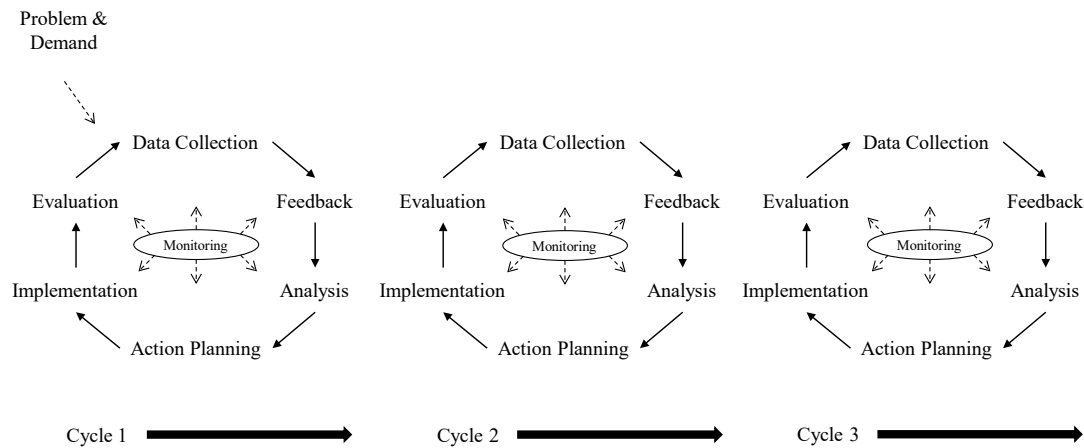 Problem &
Demand
Data Collection
Evaluation
Feedback
Monitoring
Implementation
Analysis
Action Planning
Data Collection
Evaluation
Feedback
Monitoring
Implementation
Analysis
Action Planning
Data Collection
Evaluation
Feedback
Monitoring
Implementation
Analysis
Action Planning
Cycle 1
Cycle 2
Cycle 3